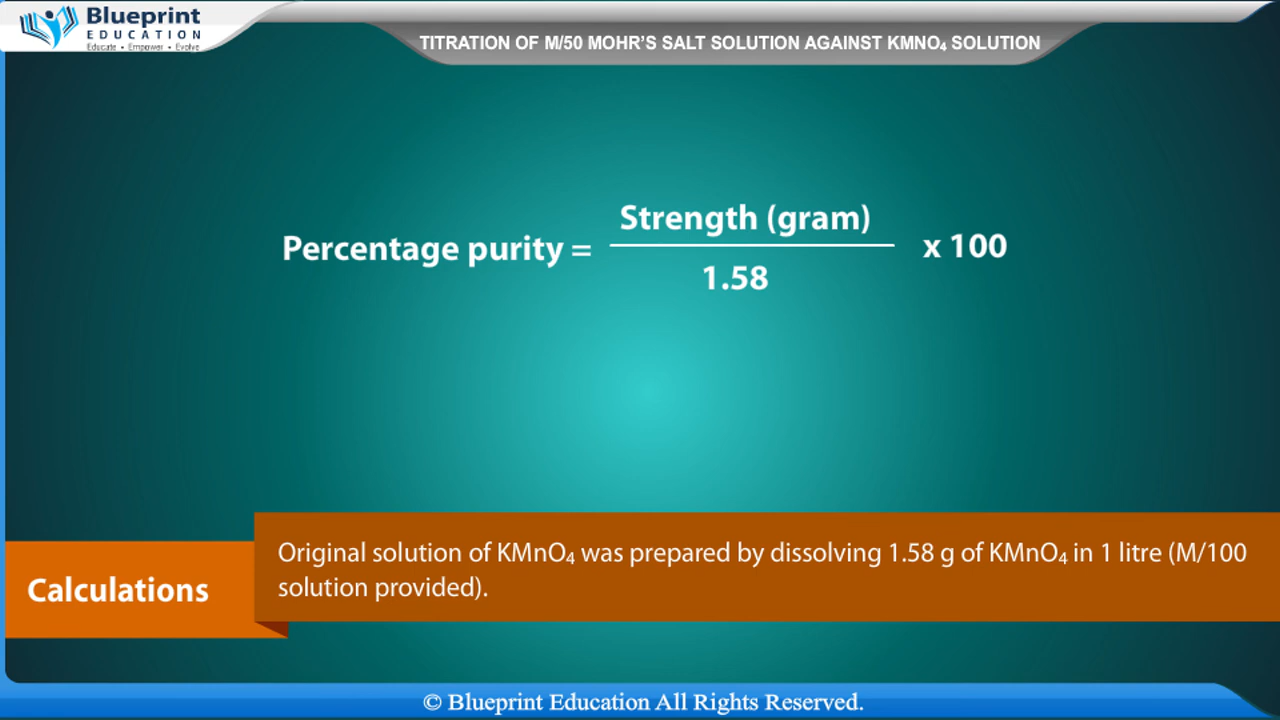 Blueprint
EDUCATION
Educate • Empower • Evolve
TITRATION OF M/50 MOHR'S SALT SOLUTION AGAINST KMNO₄ SOLUTION
Strength (gram)
Percentage purity = x 100
1.58
Original solution of KMnO₄ was prepared by dissolving 1.58 g of KMnO₄ in 1 litre (M/100
solution provided).
Calculations
© Blueprint Education All Rights Reserved.